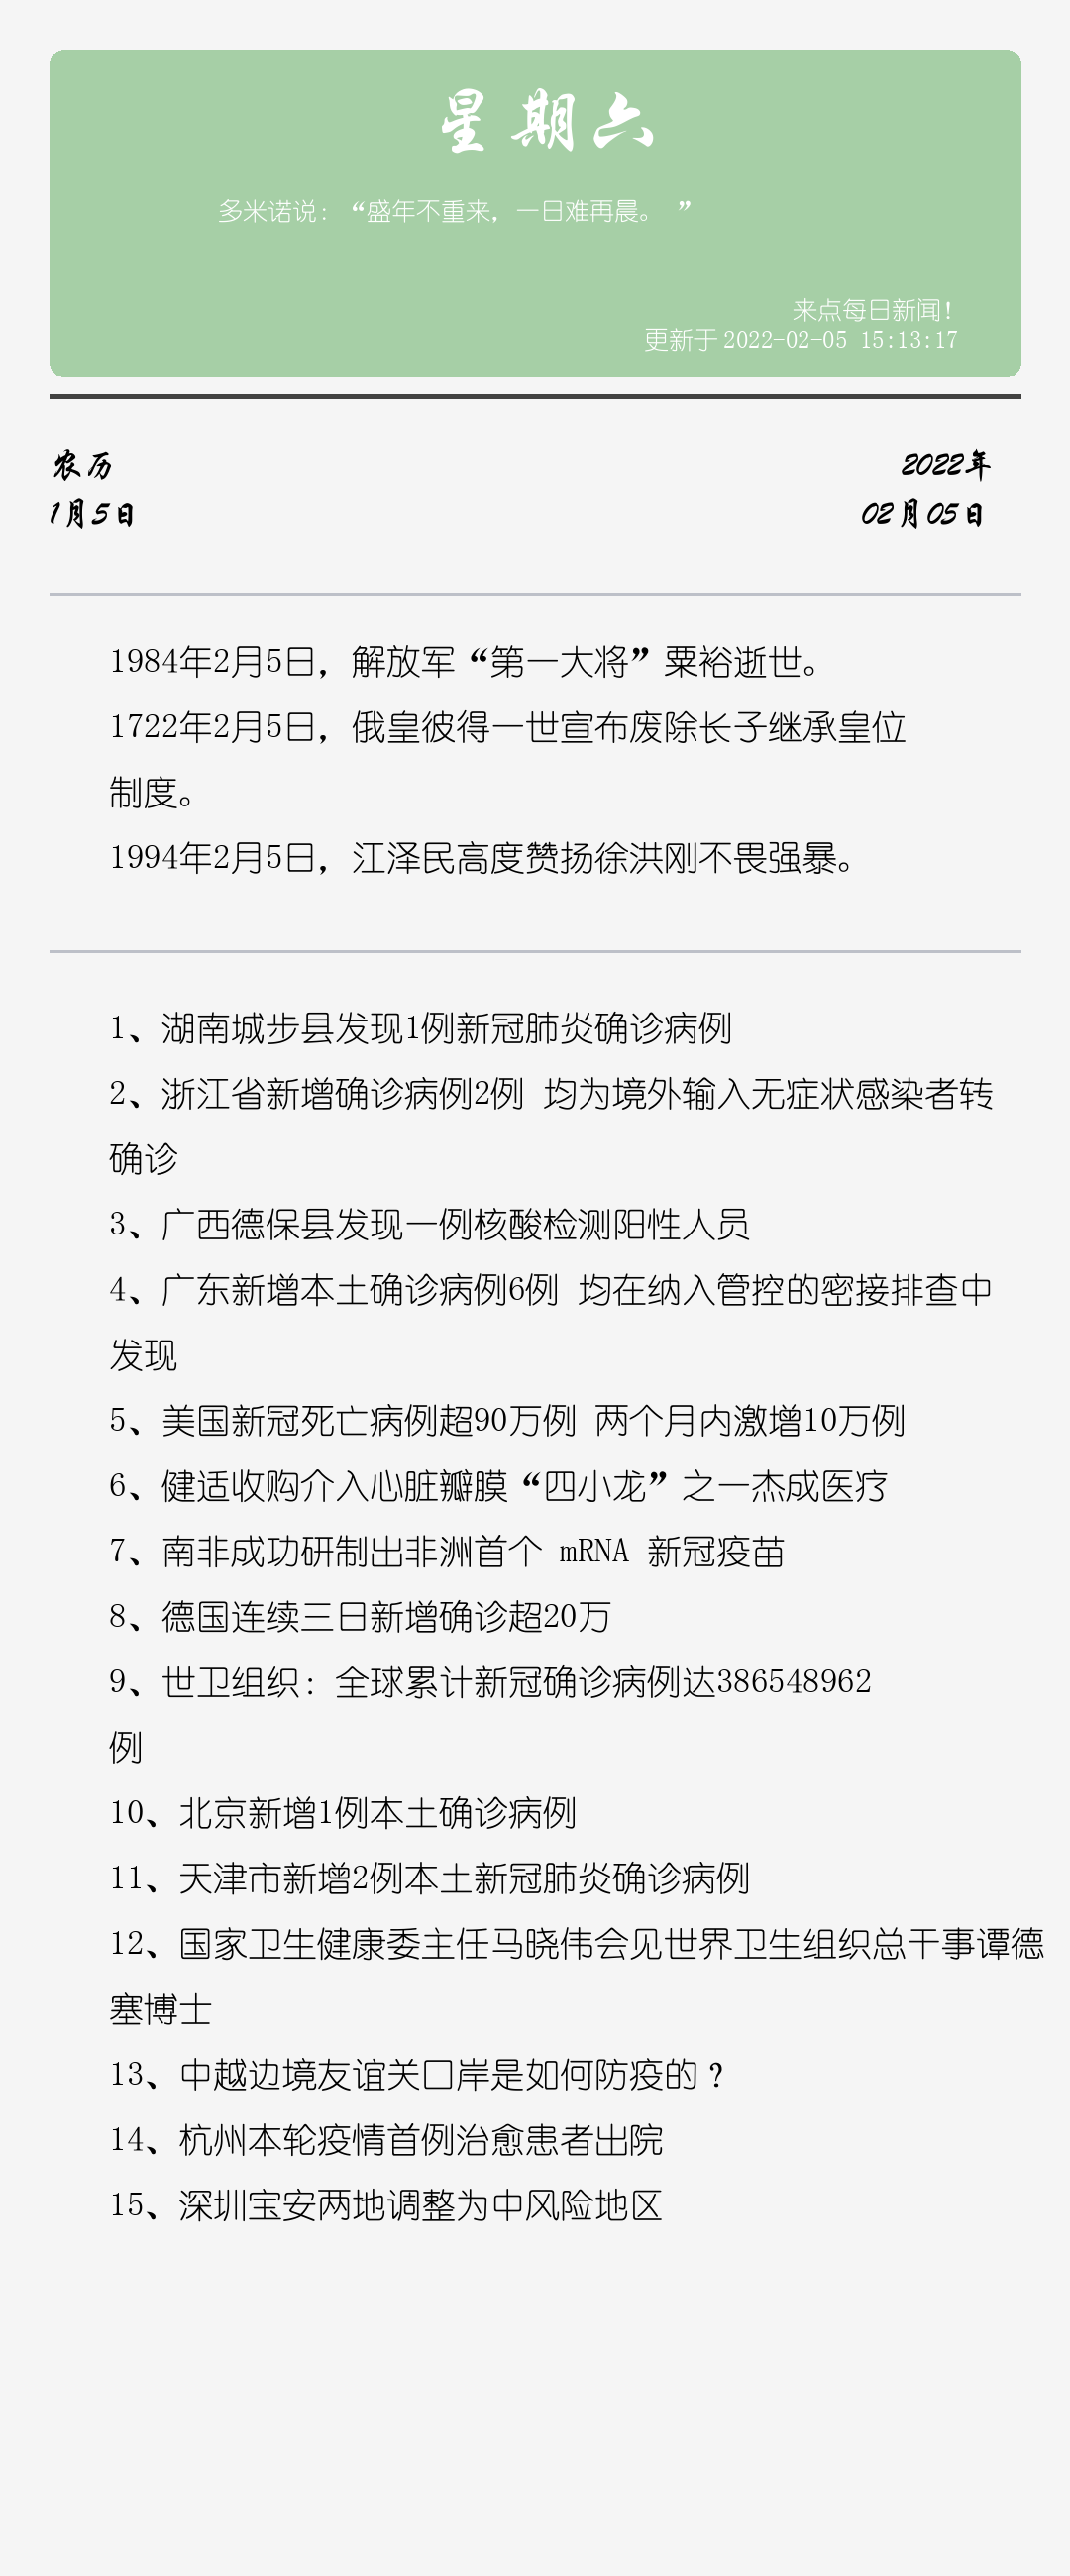 星期六
多米诺说：“盛年不重来，一日难再晨。 ”
来点每日新闻！
更新于2022-02-05 15:13:17
农历
2022年
1月5日
02月05日
1984年2月5日，解放军“第一大将”粟裕逝世。
1722年2月5日，俄皇彼得一世宣布废除长子继承皇位
制度。
1994年2月5日，江泽民高度赞扬徐洪刚不畏强暴。
1、湖南城步县发现1例新冠肺炎确诊病例
2、浙江省新增确诊病例2例 均为境外输入无症状感染者转
确诊
3、广西德保县发现一例核酸检测阳性人员
4、广东新增本土确诊病例6例 均在纳入管控的密接排查中
发现
5、美国新冠死亡病例超90万例 两个月内激增10万例
6、健适收购介入心脏瓣膜“四小龙”之一杰成医疗
7、南非成功研制出非洲首个 mRNA 新冠疫苗
8、德国连续三日新增确诊超20万
9、世卫组织：全球累计新冠确诊病例达386548962
例
10、北京新增1例本土确诊病例
11、天津市新增2例本土新冠肺炎确诊病例
12、国家卫生健康委主任马晓伟会见世界卫生组织总干事谭德
塞博士
13、中越边境友谊关口岸是如何防疫的？
14、杭州本轮疫情首例治愈患者出院
15、深圳宝安两地调整为中风险地区